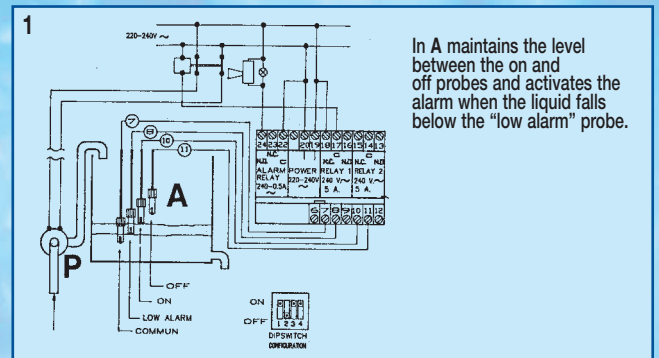 1
220-240V ~
In A maintains the level
between the on and
off probes and activates the
alarm when the liquid falls
below the “low alarm” probe.
7
8
10
11
24 23 22 20 19 18 17 16 15 14 13
N.C. N.C. N.O. N.C. N.O
N.O. C C C
ALARM POWER RELAY 1 RELAY 2
RELAY 220-240V 240 V.~ 240 V.~
240-0.5A ~ 5 A. 5 A.
~
6 7 8 9 10 11 12
A
P
OFF
ON
LOW ALARM
COMMUN
ON
OFF
1 2 3 4
DIPSWITCH
CONFIGURATION